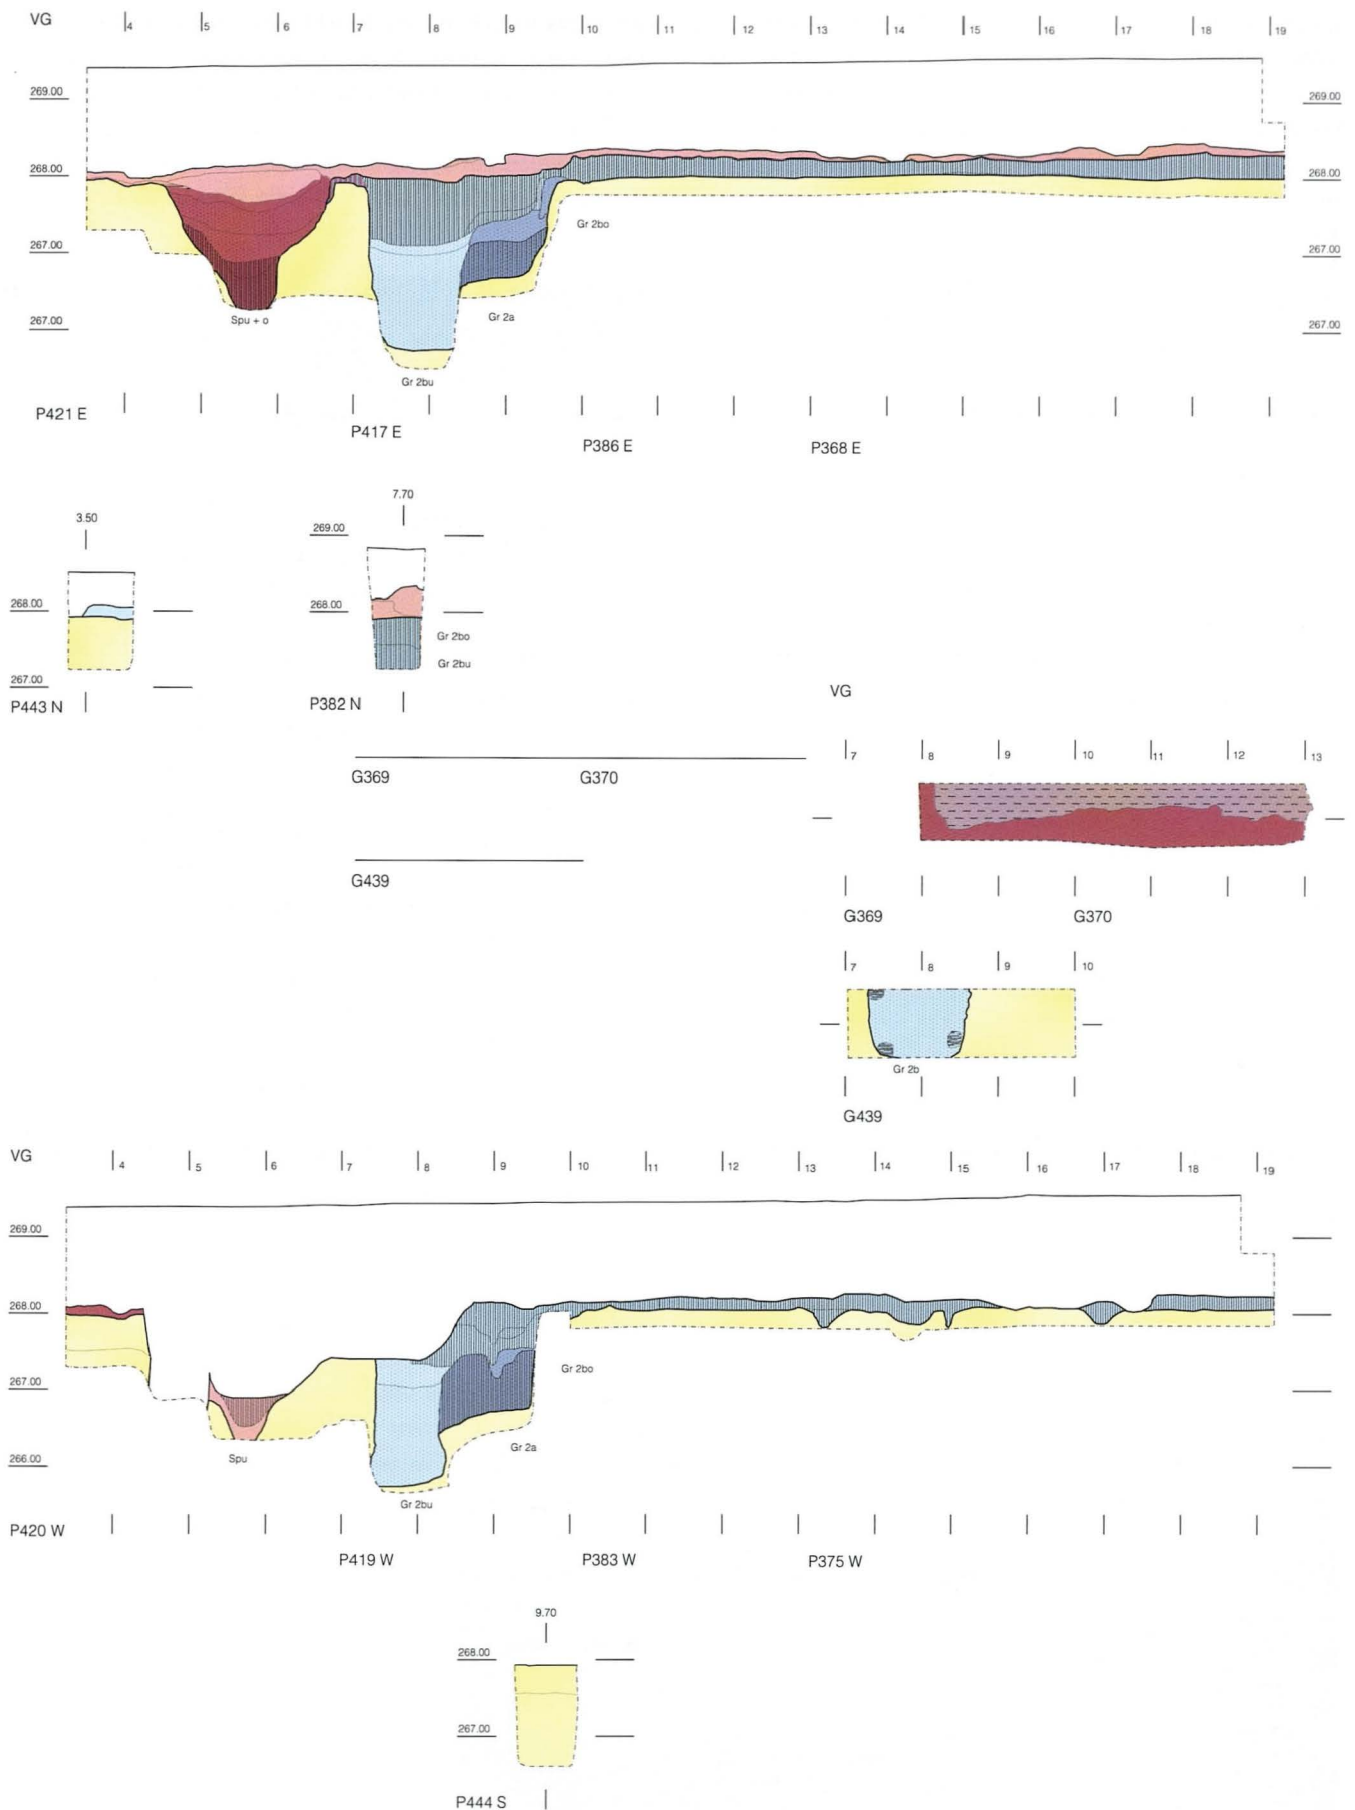 VG
4 5 6 7 8 9 10 11 12 13 14 15 16 17 18 19
269.00 269.00
268.00 268.00
Gr 2bo
267.00 267.00
Spu + o Gr 2a
267.00 267.00
Gr 2bu
P421 E
P417 E
P386 E P368 E
7.70
3.50
269.00
268.00 268.00
Gr 2bo
Gr 2bu
267.00
P443 N P382 N
VG
7 8 9 10 11 12 13
G369 G370
G439
G369 G370
7 8 9 10
Gr 2b
G439
VG
4 5 6 7 8 9 10 11 12 13 14 15 16 17 18 19
269.00
268.00
Gr 2bo
267.00
Gr 2a
Spu
266.00
Gr 2bu
P420 W
P419 W P383 W P375 W
9.70
268.00
267.00
P444 S